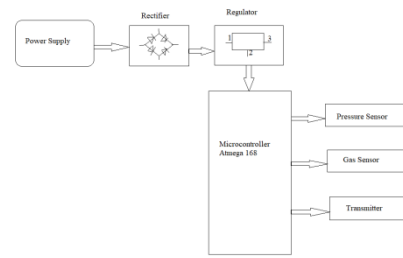 Rectifier
Regulator
Power Supply
1
3
2
Microcontroller
Atmega 168
Pressure Sensor
Gas Sensor
Transmitter